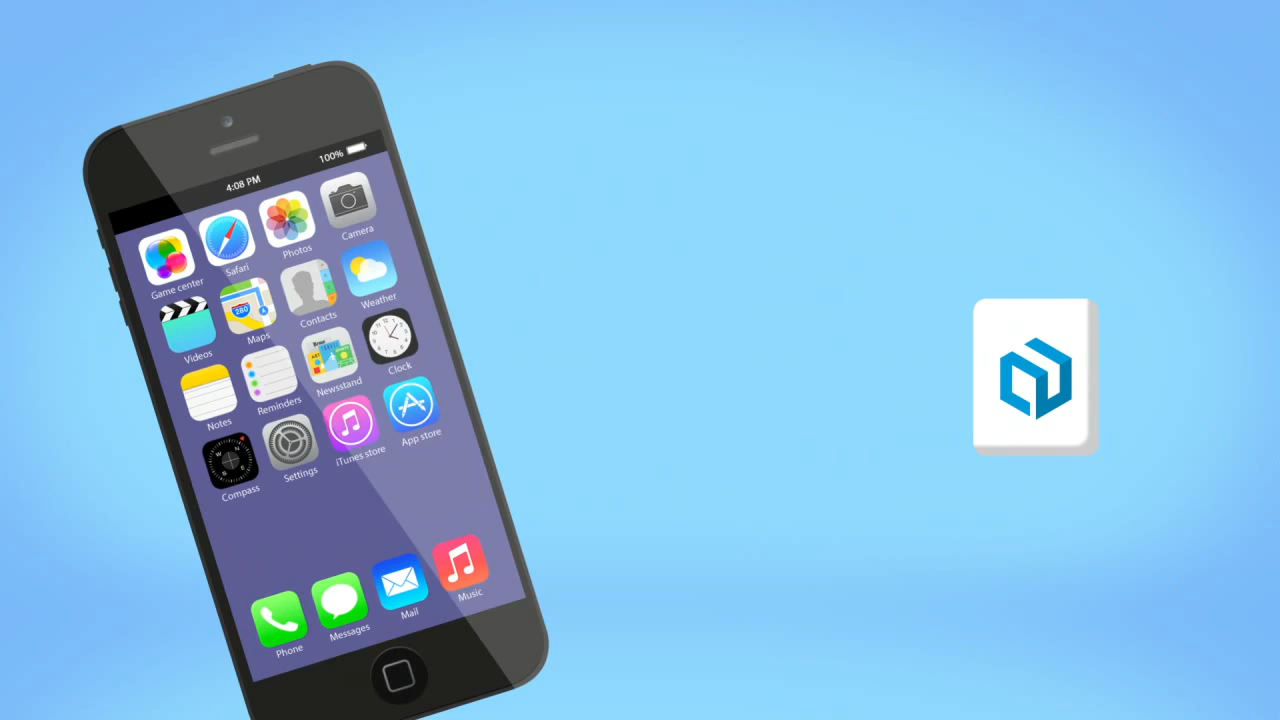 100%
4:08 PM
Game center Safari Photos Camera
Videos Maps Contacts Weather
Notes Reminders Newsstand Clock
Compass Settings iTunes store App store
Phone Messages Mail Music
280